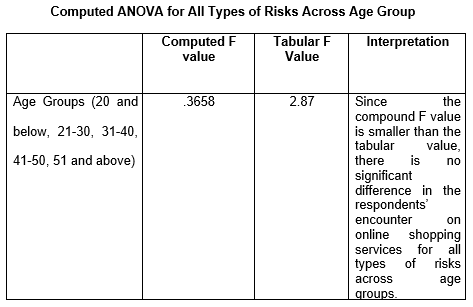 Computed ANOVA for All Types of Risks Across Age Group
Computed F
value
Tabular F
Value
Interpretation
Age Groups (20 and
below, 21-30, 31-40,
41-50, 51 and above)
.3658
2.87
Since the
compound F value
is smaller than the
tabular value,
there is no
significant
difference in the
respondents'
encounter on
online shopping
services for all
types of risks
across age
groups.